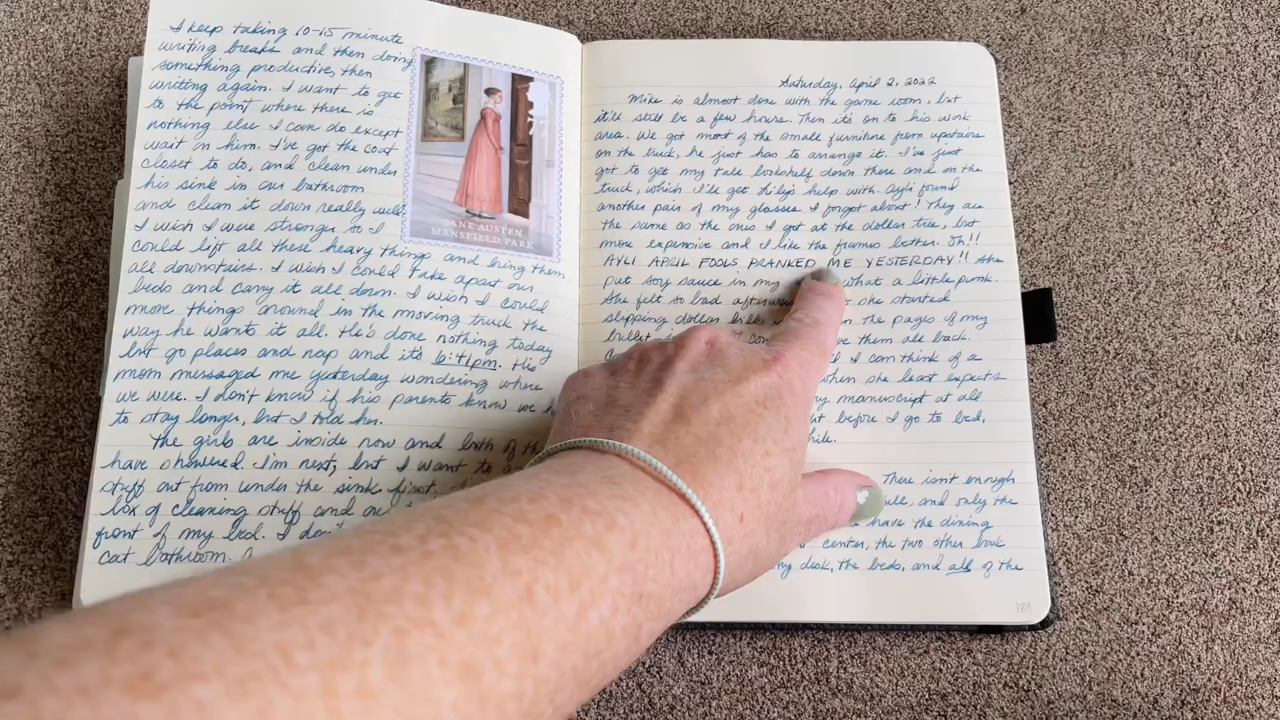 I keep taking 10-15 minute
writing breaks and then doing
something productive, then
writing again. I want to get
to the point where there is
nothing else I can do except
wait on him. I've got the coat
closet to do, and clean under
his sink in our bathroom
and clean it down really well.
I wish I were stronger so I
could lift all these heavy things and bring them
all downstairs. I wish I could take apart our
beds and carry it all down. I wish I could
more things around in the moving truck the
way he wants it all. He's done nothing today
but go places and nap and it's 6:41pm. His
mom messaged me yesterday wondering where
we were. I don't know if his parents know we h
to stay longer, but I told her.
The girls are inside now and both of th
have showered. I'm next, but I want to
stuff out from under the sink first.
box of cleaning stuff and
front of my bed. I don'
cat bathroom.
JANE AUSTEN
MANSFIELD PARK
Saturday, April 2, 2022
Mike is almost done with the game room, but
it'll still be a few hours. Then it's on to his work
area. We got most of the small furniture from upstairs
on the truck, he just has to arrange it. I've just
got to get my tall bookshelf down there and on the
truck, which I'll get Lily's help with. Ayli found
another pair of my glasses I forgot about! They are
the same as the ones I got at the dollar tree, but
more expensive and I like the frames better. Oh!!
AYLI APRIL FOOLS PRANKED ME YESTERDAY!! She
put soy sauce in my what a little punk.
She felt so bad afterwa she started
slipping dollar bills, in the pages of my
bullet ve them all back.
I can think of a
when she least expects
my manuscript at all
t before I go to bed,
hile.
There isn't enough
and only the
have the dining
center, the two other book
my desk, the beds, and all of the
189